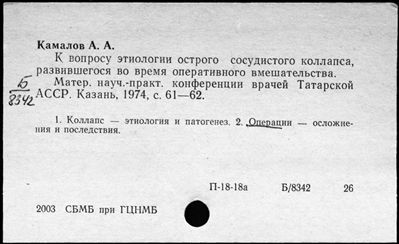 Камалов А. А.
К вопросу этиологии острого сосудистого коллапса,
развившегося во время оперативного вмешательства.
Матер. науч.-практ. конференции врачей Татарской
АССР. Казань, 1974, с. 61—62.
Б
8342
1. Коллапс — этиология и патогенез. 2. Операции — осложне-
ния и последствия.
П-18-18а Б/8342 26
2003 СБМБ при ГЦНМБ